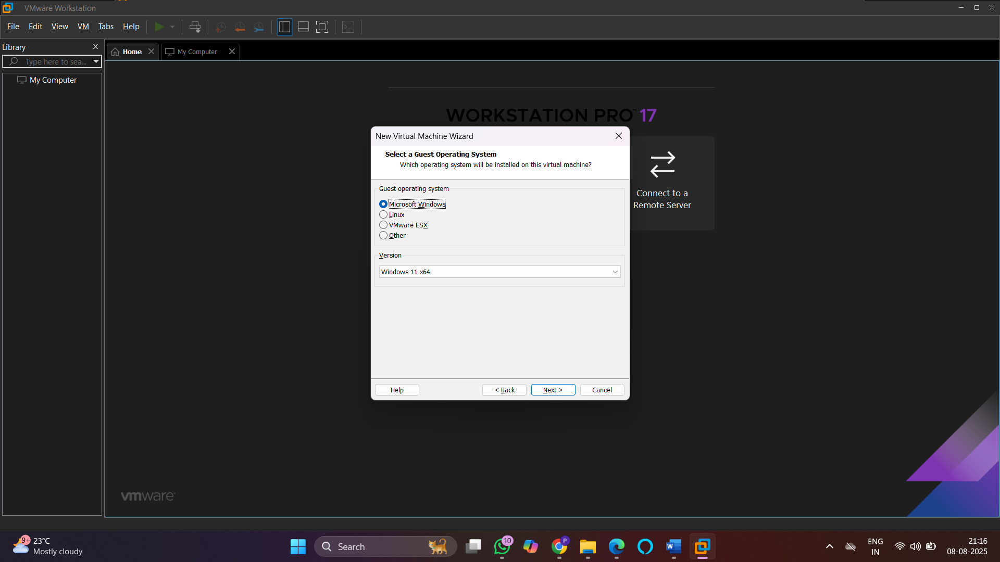 VMware Workstation
File Edit View VM Tabs Help
Library
Type here to sea...
My Computer
Home
My Computer
WORKSTATION PRO™ 17
Connect to a
Remote Server
New Virtual Machine Wizard
Select a Guest Operating System
Which operating system will be installed on this virtual machine?
Guest operating system
Microsoft Windows
Linux
VMware ESX
Other
Version
Windows 11 x64
Help
< Back
Next >
Cancel
vmware
9+
23°C
Mostly cloudy
Search
10
P
W
ENG
IN
21:16
08-08-2025